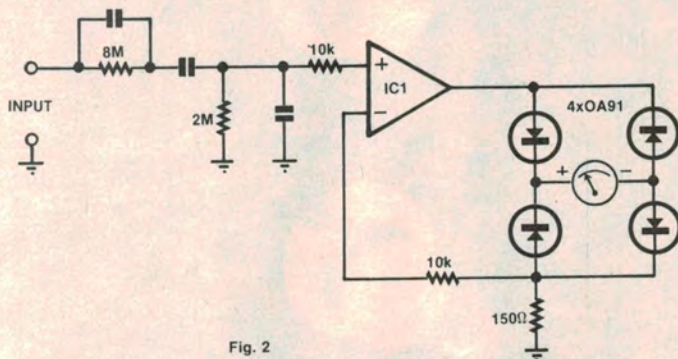 8M
10k
INPUT
2M
+
IC1
−
4xOA91
+
−
10k
150Ω
Fig. 2